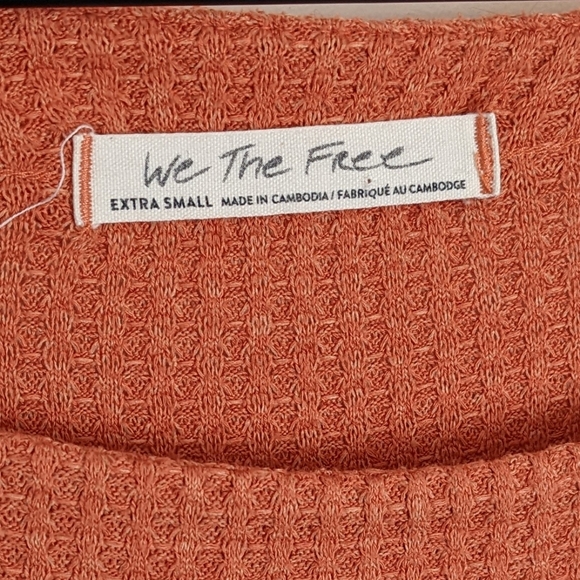 We The Free
EXTRA SMALL MADE IN CAMBODIA / FABRIQUÉ AU CAMBODGE